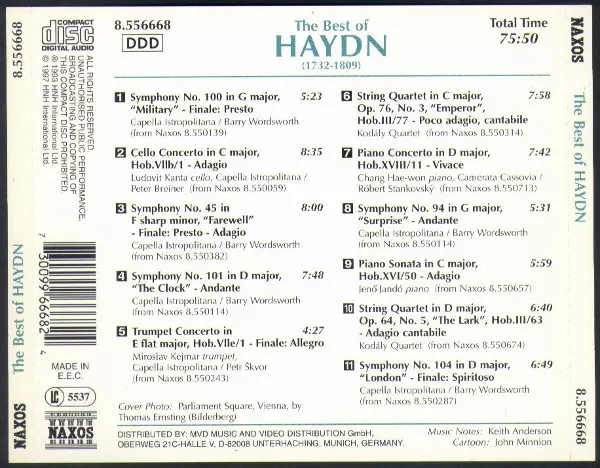 8.556668
NAXOS
The Best of HAYDN
COMPACT
disc
DIGITAL AUDIO
ALL RIGHTS RESERVED.
UNAUTHORISED PUBLIC PERFORMANCE,
BROADCASTING AND COPYING OF
THIS COMPACT DISC PROHIBITED.
℗ 1993 HNH International Ltd.
© 1997 HNH International Ltd.
7 30099 66682 4
MADE IN
E.E.C.
LC 5537
NAXOS
8.556668
DDD
The Best of
HAYDN
(1732-1809)
Total Time
75:50
1 Symphony No. 100 in G major, 5:23
"Military" - Finale: Presto
Capella Istropolitana / Barry Wordsworth
(from Naxos 8.550139)
2 Cello Concerto in C major, 8:35
Hob.VIIb/1 - Adagio
Ludovit Kanta cello, Capella Istropolitana /
Peter Breiner (from Naxos 8.550059)
3 Symphony No. 45 in 8:00
F sharp minor, "Farewell"
- Finale: Presto - Adagio
Capella Istropolitana / Barry Wordsworth
(from Naxos 8.550382)
4 Symphony No. 101 in D major, 7:48
"The Clock" - Andante
Capella Istropolitana / Barry Wordsworth
(from Naxos 8.550114)
5 Trumpet Concerto in 4:27
E flat major, Hob.VIIe/1 - Finale: Allegro
Miroslav Kejmar trumpet,
Capella Istropolitana / Petr Škvor
(from Naxos 8.550243)
6 String Quartet in C major, 7:58
Op. 76, No. 3, "Emperor",
Hob.III/77 - Poco adagio, cantabile
Kodály Quartet (from Naxos 8.550314)
7 Piano Concerto in D major, 7:42
Hob.XVIII/11 - Vivace
Chang Hae-won piano, Camerata Cassovia /
Róbert Stankovský (from Naxos 8.550713)
8 Symphony No. 94 in G major, 5:31
"Surprise" - Andante
Capella Istropolitana / Barry Wordsworth
(from Naxos 8.550114)
9 Piano Sonata in C major, 5:59
Hob.XVI/50 - Adagio
Jenő Jandó piano (from Naxos 8.550657)
10 String Quartet in D major, 6:40
Op. 64, No. 5, "The Lark", Hob.III/63
- Adagio cantabile
Kodály Quartet (from Naxos 8.550674)
11 Symphony No. 104 in D major, 6:49
"London" - Finale: Spiritoso
Capella Istropolitana / Barry Wordsworth
(from Naxos 8.550287)
Cover Photo: Parliament Square, Vienna, by
Thomas Ernsting (Bilderberg)
Music Notes: Keith Anderson
Cartoon: John Minnion
DISTRIBUTED BY: MVD MUSIC AND VIDEO DISTRIBUTION GmbH,
OBERWEG 21C-HALLE V, D-82008 UNTERHACHING, MUNICH, GERMANY.
NAXOS
The Best of HAYDN
8.556668